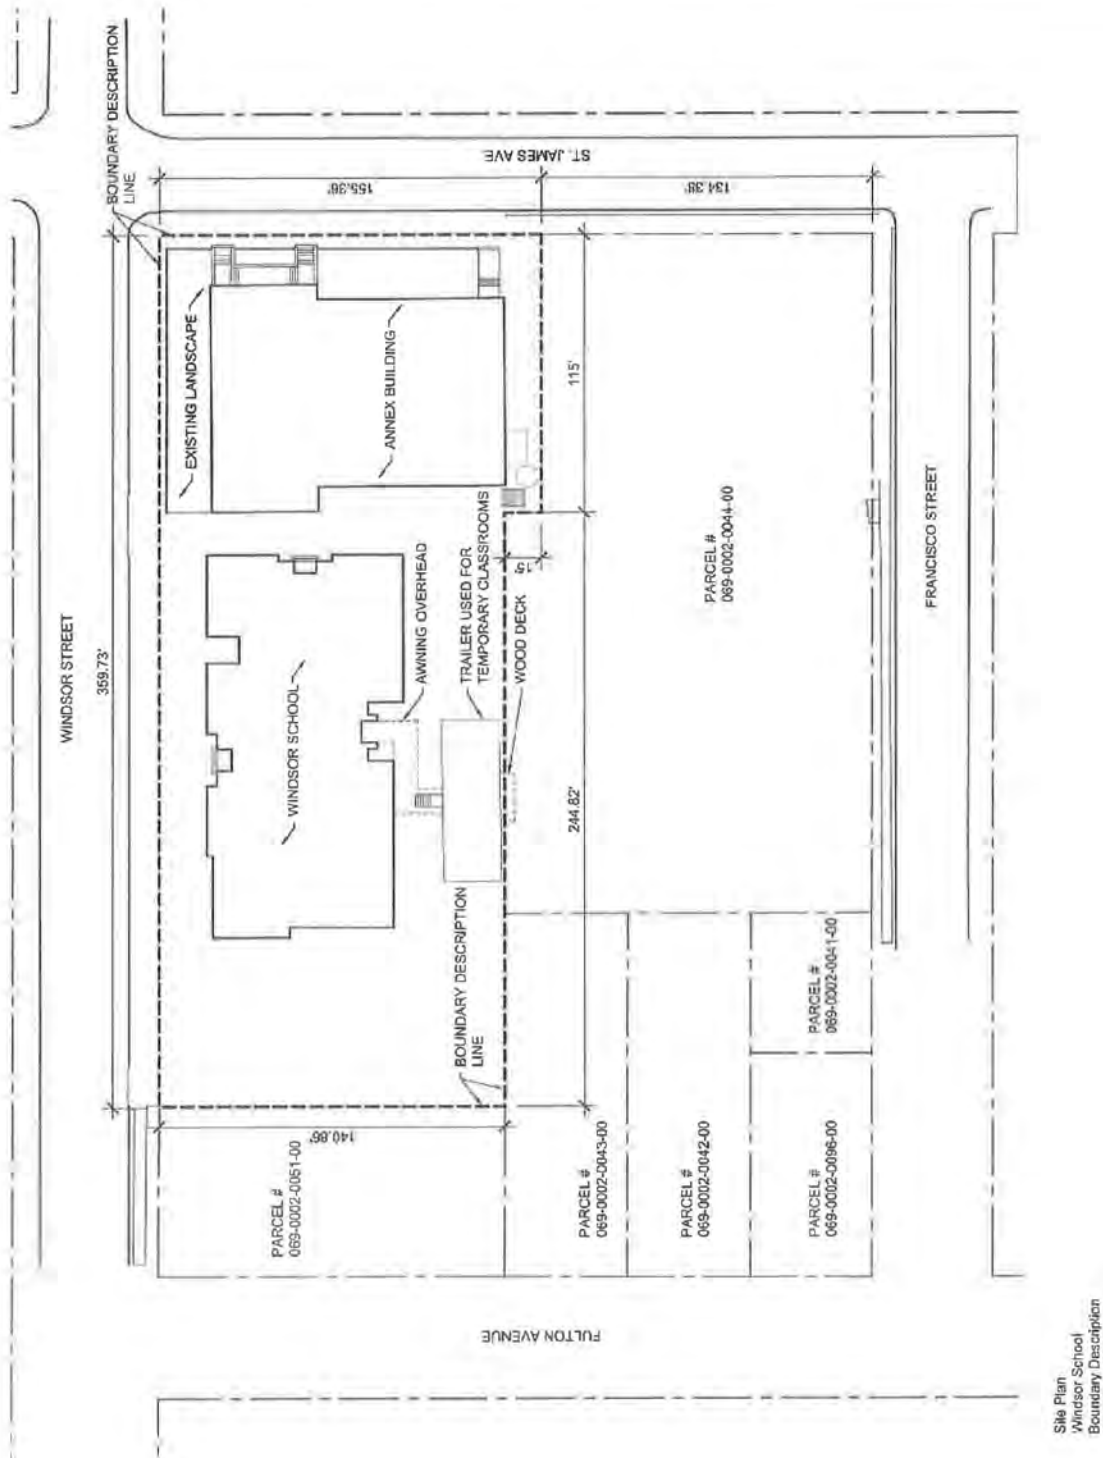 WINDSOR STREET
359.73'
BOUNDARY DESCRIPTION
LINE
ST. JAMES AVE
155.36'
134.38'
EXISTING LANDSCAPE
ANNEX BUILDING
115'
15'
WINDSOR SCHOOL
AWNING OVERHEAD
TRAILER USED FOR
TEMPORARY CLASSROOMS
WOOD DECK
244.82'
BOUNDARY DESCRIPTION
LINE
140.86'
PARCEL #
069-0002-0051-00
PARCEL #
069-0002-0043-00
PARCEL #
069-0002-0042-00
PARCEL #
069-0002-0096-00
PARCEL #
069-0002-0041-00
PARCEL #
069-0002-0044-00
FRANCISCO STREET
FULTON AVENUE
Site Plan
Windsor School
Boundary Description